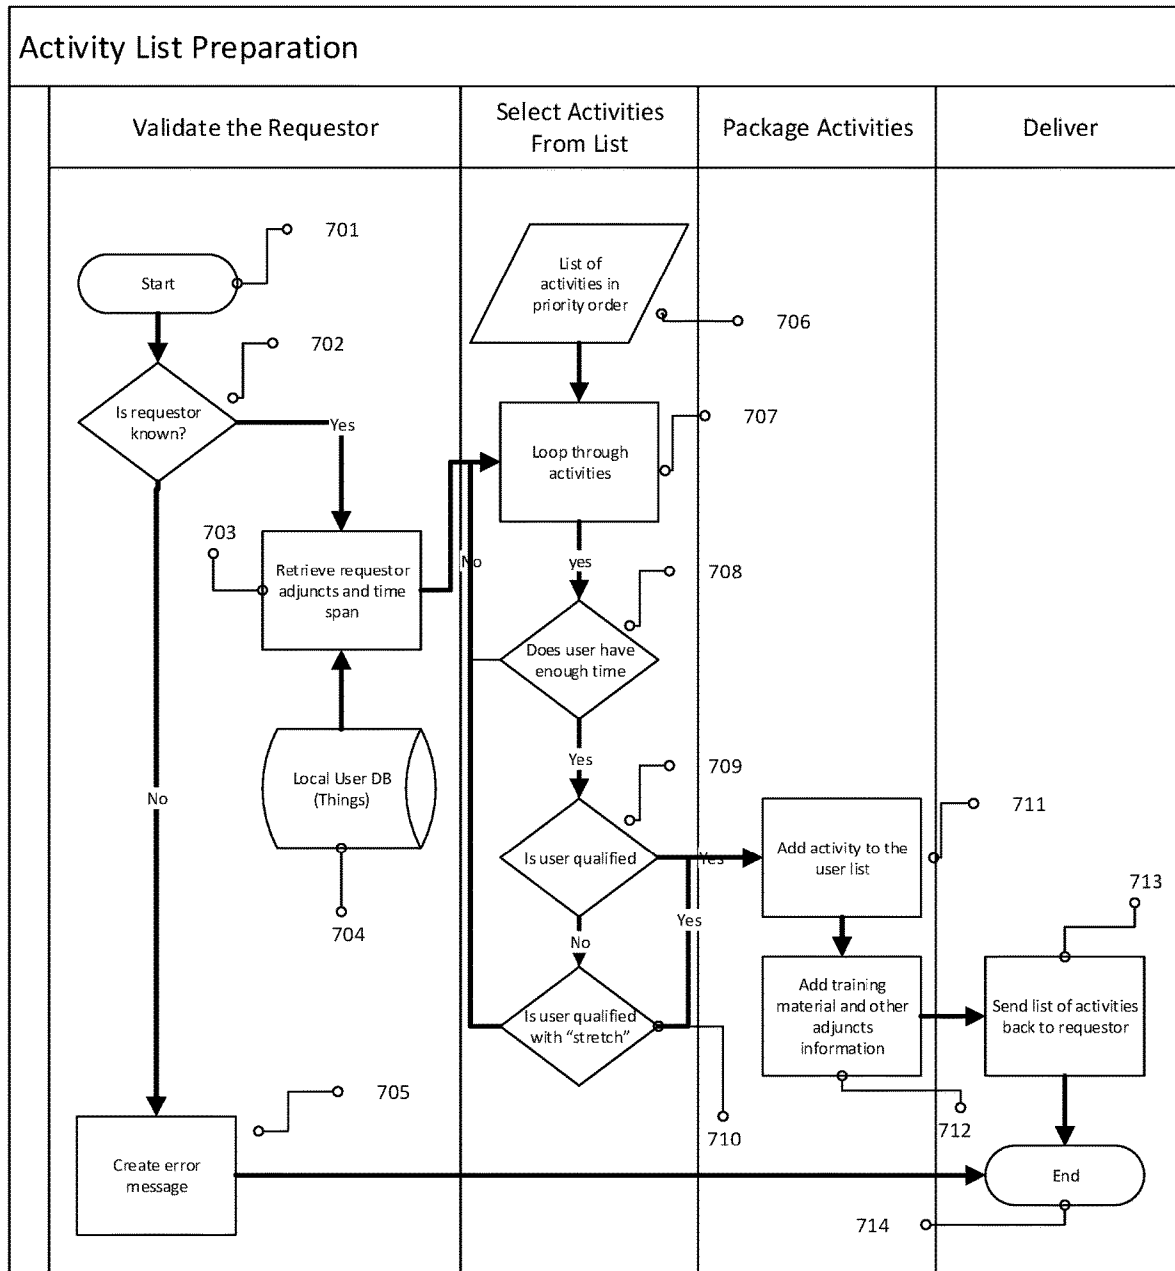 Activity List Preparation
Validate the Requestor
Select Activities
From List
Package Activities
Deliver
701
Start
702
Is requestor
known?
Yes
703
Retrieve requestor
adjuncts and time
span
Local User DB
(Things)
704
No
705
Create error
message
List of
activities in
priority order
706
707
Loop through
activities
No
yes
708
Does user have
enough time
Yes
709
Is user qualified
Yes
Yes
No
Is user qualified
with “stretch”
710
711
Add activity to the
user list
Add training
material and other
adjuncts
information
712
713
Send list of activities
back to requestor
End
714